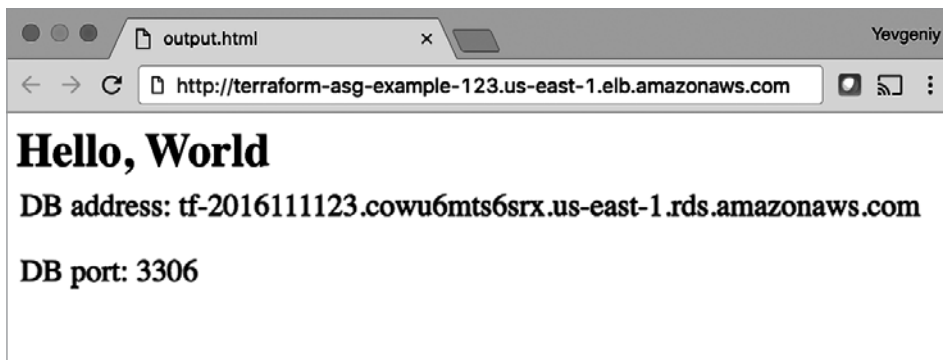 output.html
Yevgeniy
http://terraform-asg-example-123.us-east-1.elb.amazonaws.com
Hello, World
DB address: tf-2016111123.cowu6mts6srx.us-east-1.rds.amazonaws.com
DB port: 3306